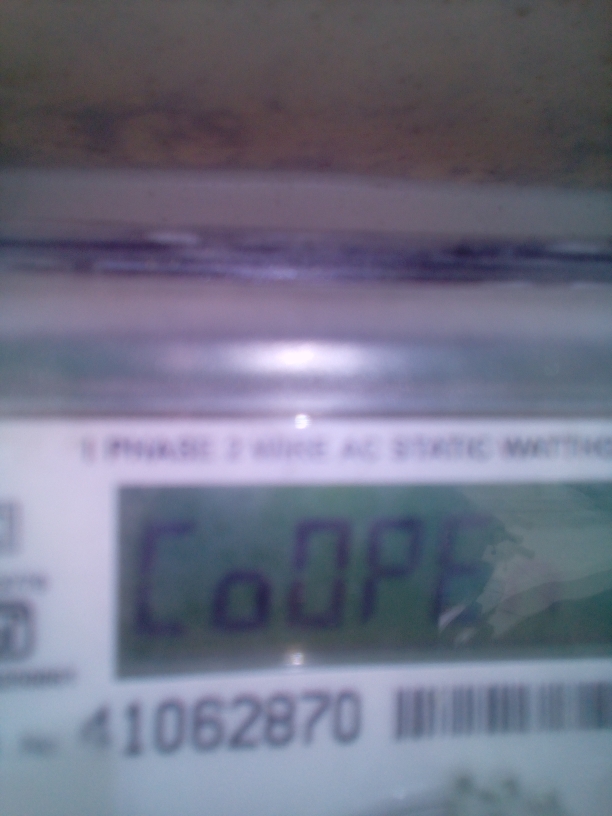 1 PHASE 2 WIRE AC STATIC WATTHO
CoOPE
41062870